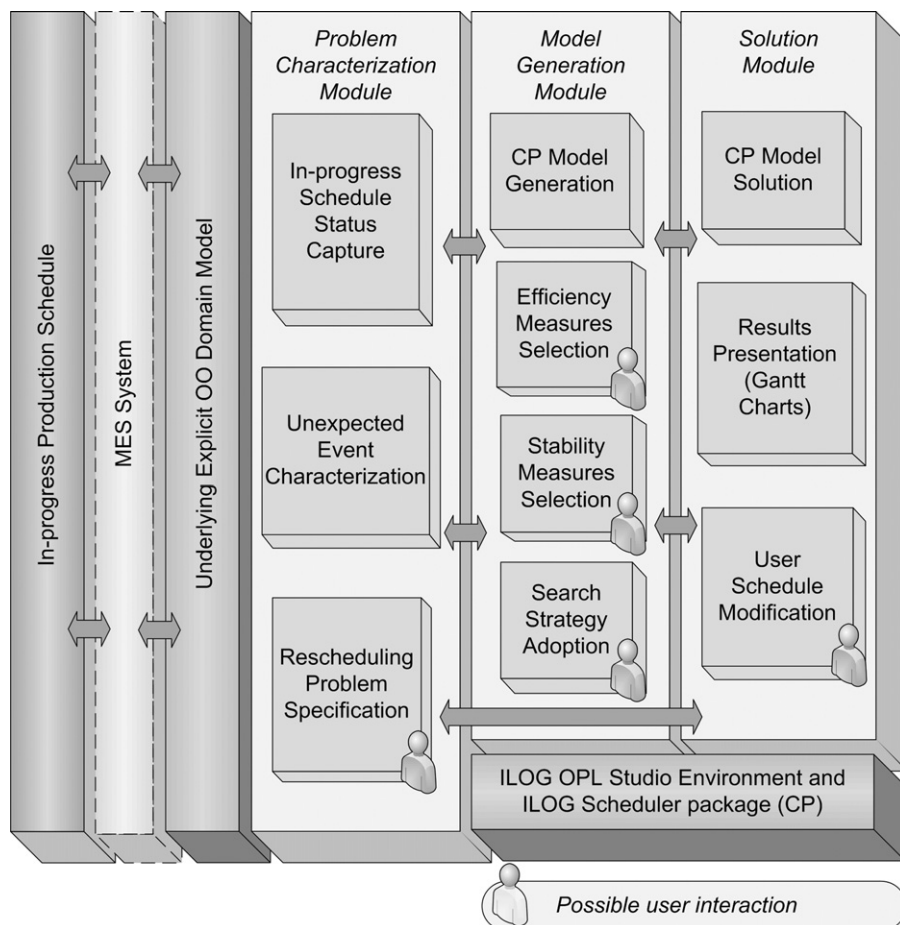 In-progress Production Schedule
MES System
Underlying Explicit OO Domain Model
Problem
Characterization
Module
In-progress
Schedule
Status
Capture
Unexpected
Event
Characterization
Rescheduling
Problem
Specification
Model
Generation
Module
CP Model
Generation
Efficiency
Measures
Selection
Stability
Measures
Selection
Search
Strategy
Adoption
Solution
Module
CP Model
Solution
Results
Presentation
(Gantt
Charts)
User
Schedule
Modification
ILOG OPL Studio Environment and
ILOG Scheduler package (CP)
Possible user interaction